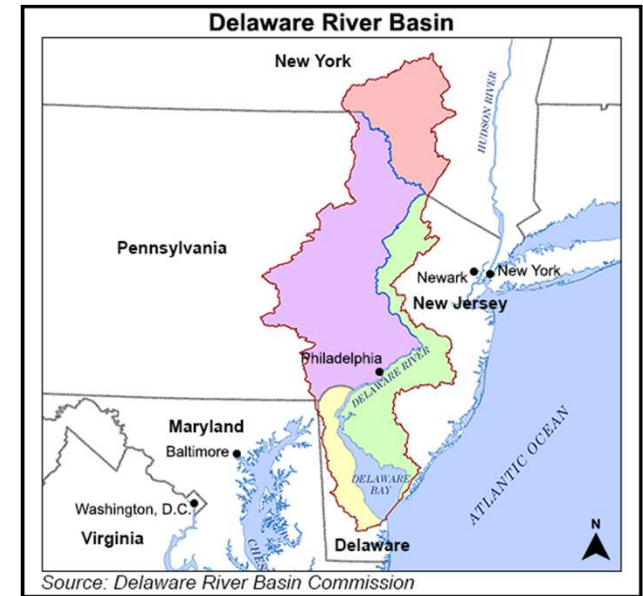 Delaware River Basin
New York
HUDSON RIVER
Pennsylvania
Newark
New York
New Jersey
Philadelphia
DELAWARE RIVER
Maryland
Baltimore
DELAWARE
BAY
ATLANTIC OCEAN
Washington, D.C.
Virginia
CHES
Delaware
N
Source: Delaware River Basin Commission